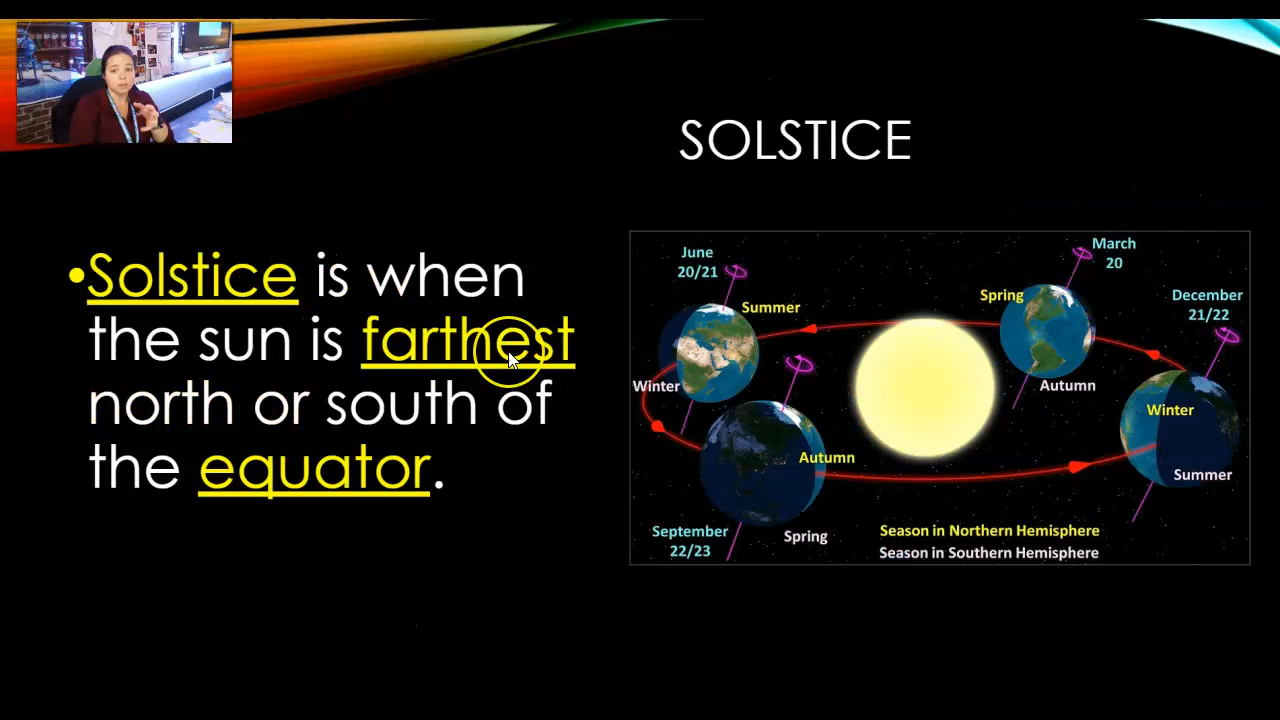 SOLSTICE
•Solstice is when
the sun is farthest
north or south of
the equator.
June
20/21
Summer
Winter
March
20
Spring
Autumn
December
21/22
Winter
Summer
Autumn
Spring
September
22/23
Season in Northern Hemisphere
Season in Southern Hemisphere